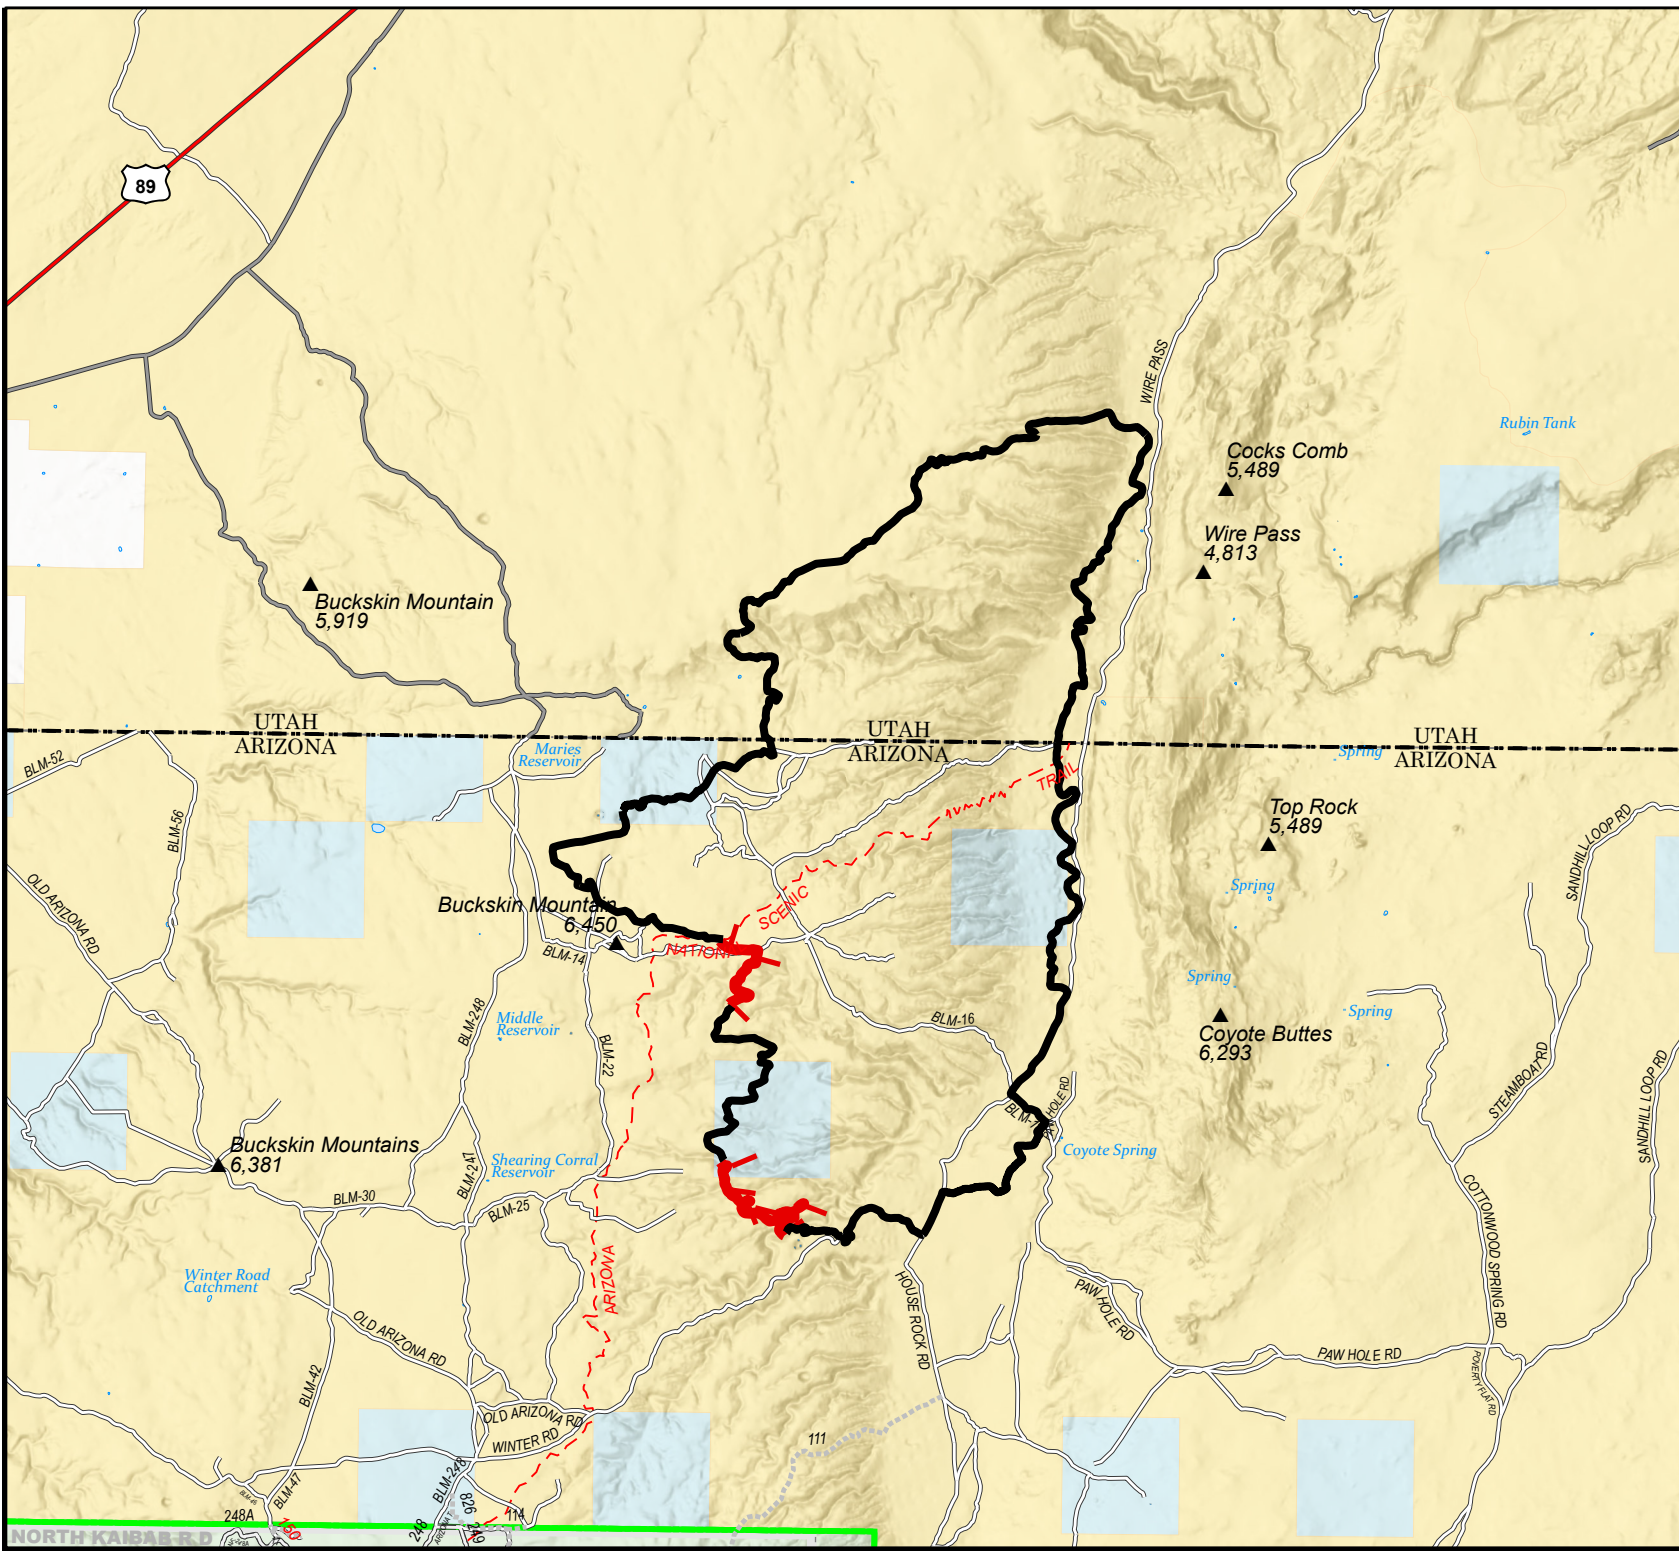 89
WIRE PASS
Rubin Tank
Cocks Comb
5,489
Wire Pass
4,813
Buckskin Mountain
5,919
UTAH
ARIZONA
UTAH
ARIZONA
UTAH
ARIZONA
Maries
Reservoir
Spring
BLM-52
TRAIL
Top Rock
5,489
SANDHILL LOOP RD
BLM-56
OLD ARIZONA RD
Spring
SCENIC
Buckskin Mountain
6,450
BLM-14
Spring
Middle
Reservoir
BLM-248
BLM-16
Spring
Coyote Buttes
6,293
BLM-22
STEAMBOAT RD
SANDHILL LOOP RD
Buckskin Mountains
6,381
Shearing Corral
Reservoir
Coyote Spring
BLM-247
BLM-30
BLM-25
COTTONWOOD SPRING RD
Winter Road
Catchment
ARIZONA
HOUSE ROCK RD
PAW HOLE RD
OLD ARIZONA RD
PAW HOLE RD
BLM-42
POVERTY FLAT RD
OLD ARIZONA RD
WINTER RD
111
BLM-47
BLM-248
826
248A
150
248
249
114
NORTH KAIBAB R.D